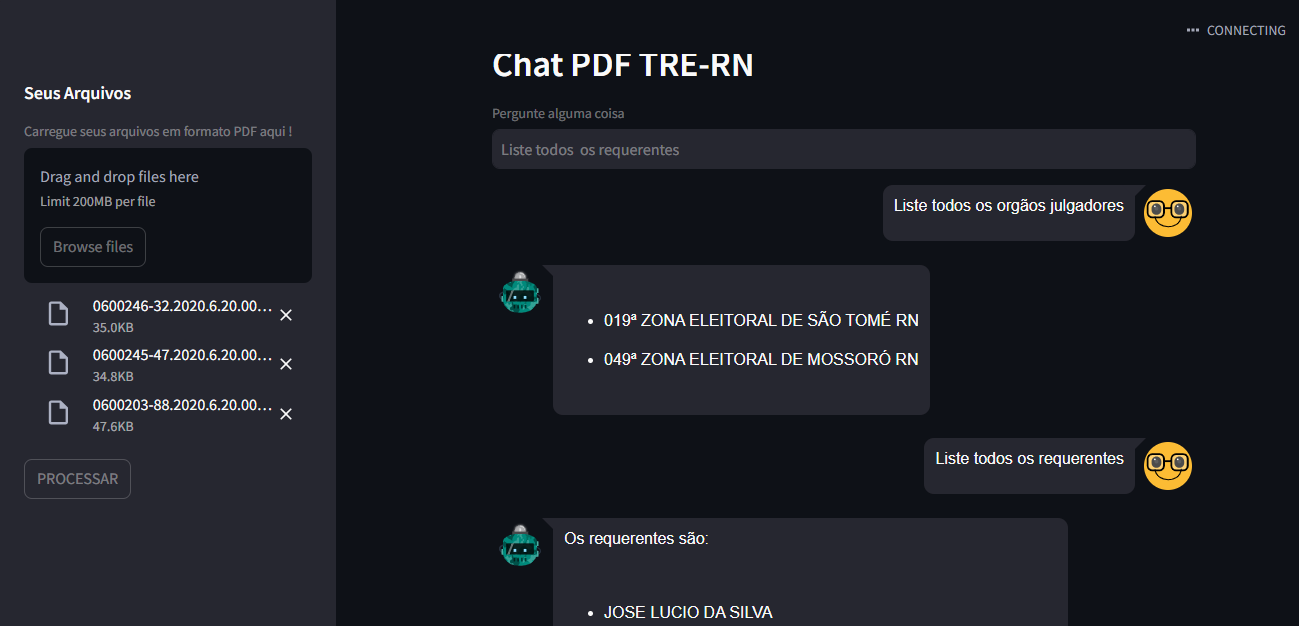 CONNECTING
Seus Arquivos
Carregue seus arquivos em formato PDF aqui !
Drag and drop files here
Limit 200MB per file
Browse files
0600246-32.2020.6.20.00...
35.0KB
0600245-47.2020.6.20.00...
34.8KB
0600203-88.2020.6.20.00...
47.6KB
PROCESSAR
Chat PDF TRE-RN
Pergunte alguma coisa
Liste todos  os requerentes
Liste todos os orgãos julgadores
• 019ª ZONA ELEITORAL DE SÃO TOMÉ RN
• 049ª ZONA ELEITORAL DE MOSSORÓ RN
Liste todos os requerentes
Os requerentes são:
• JOSE LUCIO DA SILVA